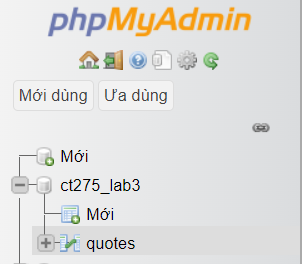 phpMyAdmin
Mới dùng Ưa dùng
Mới
ct275_lab3
Mới
quotes